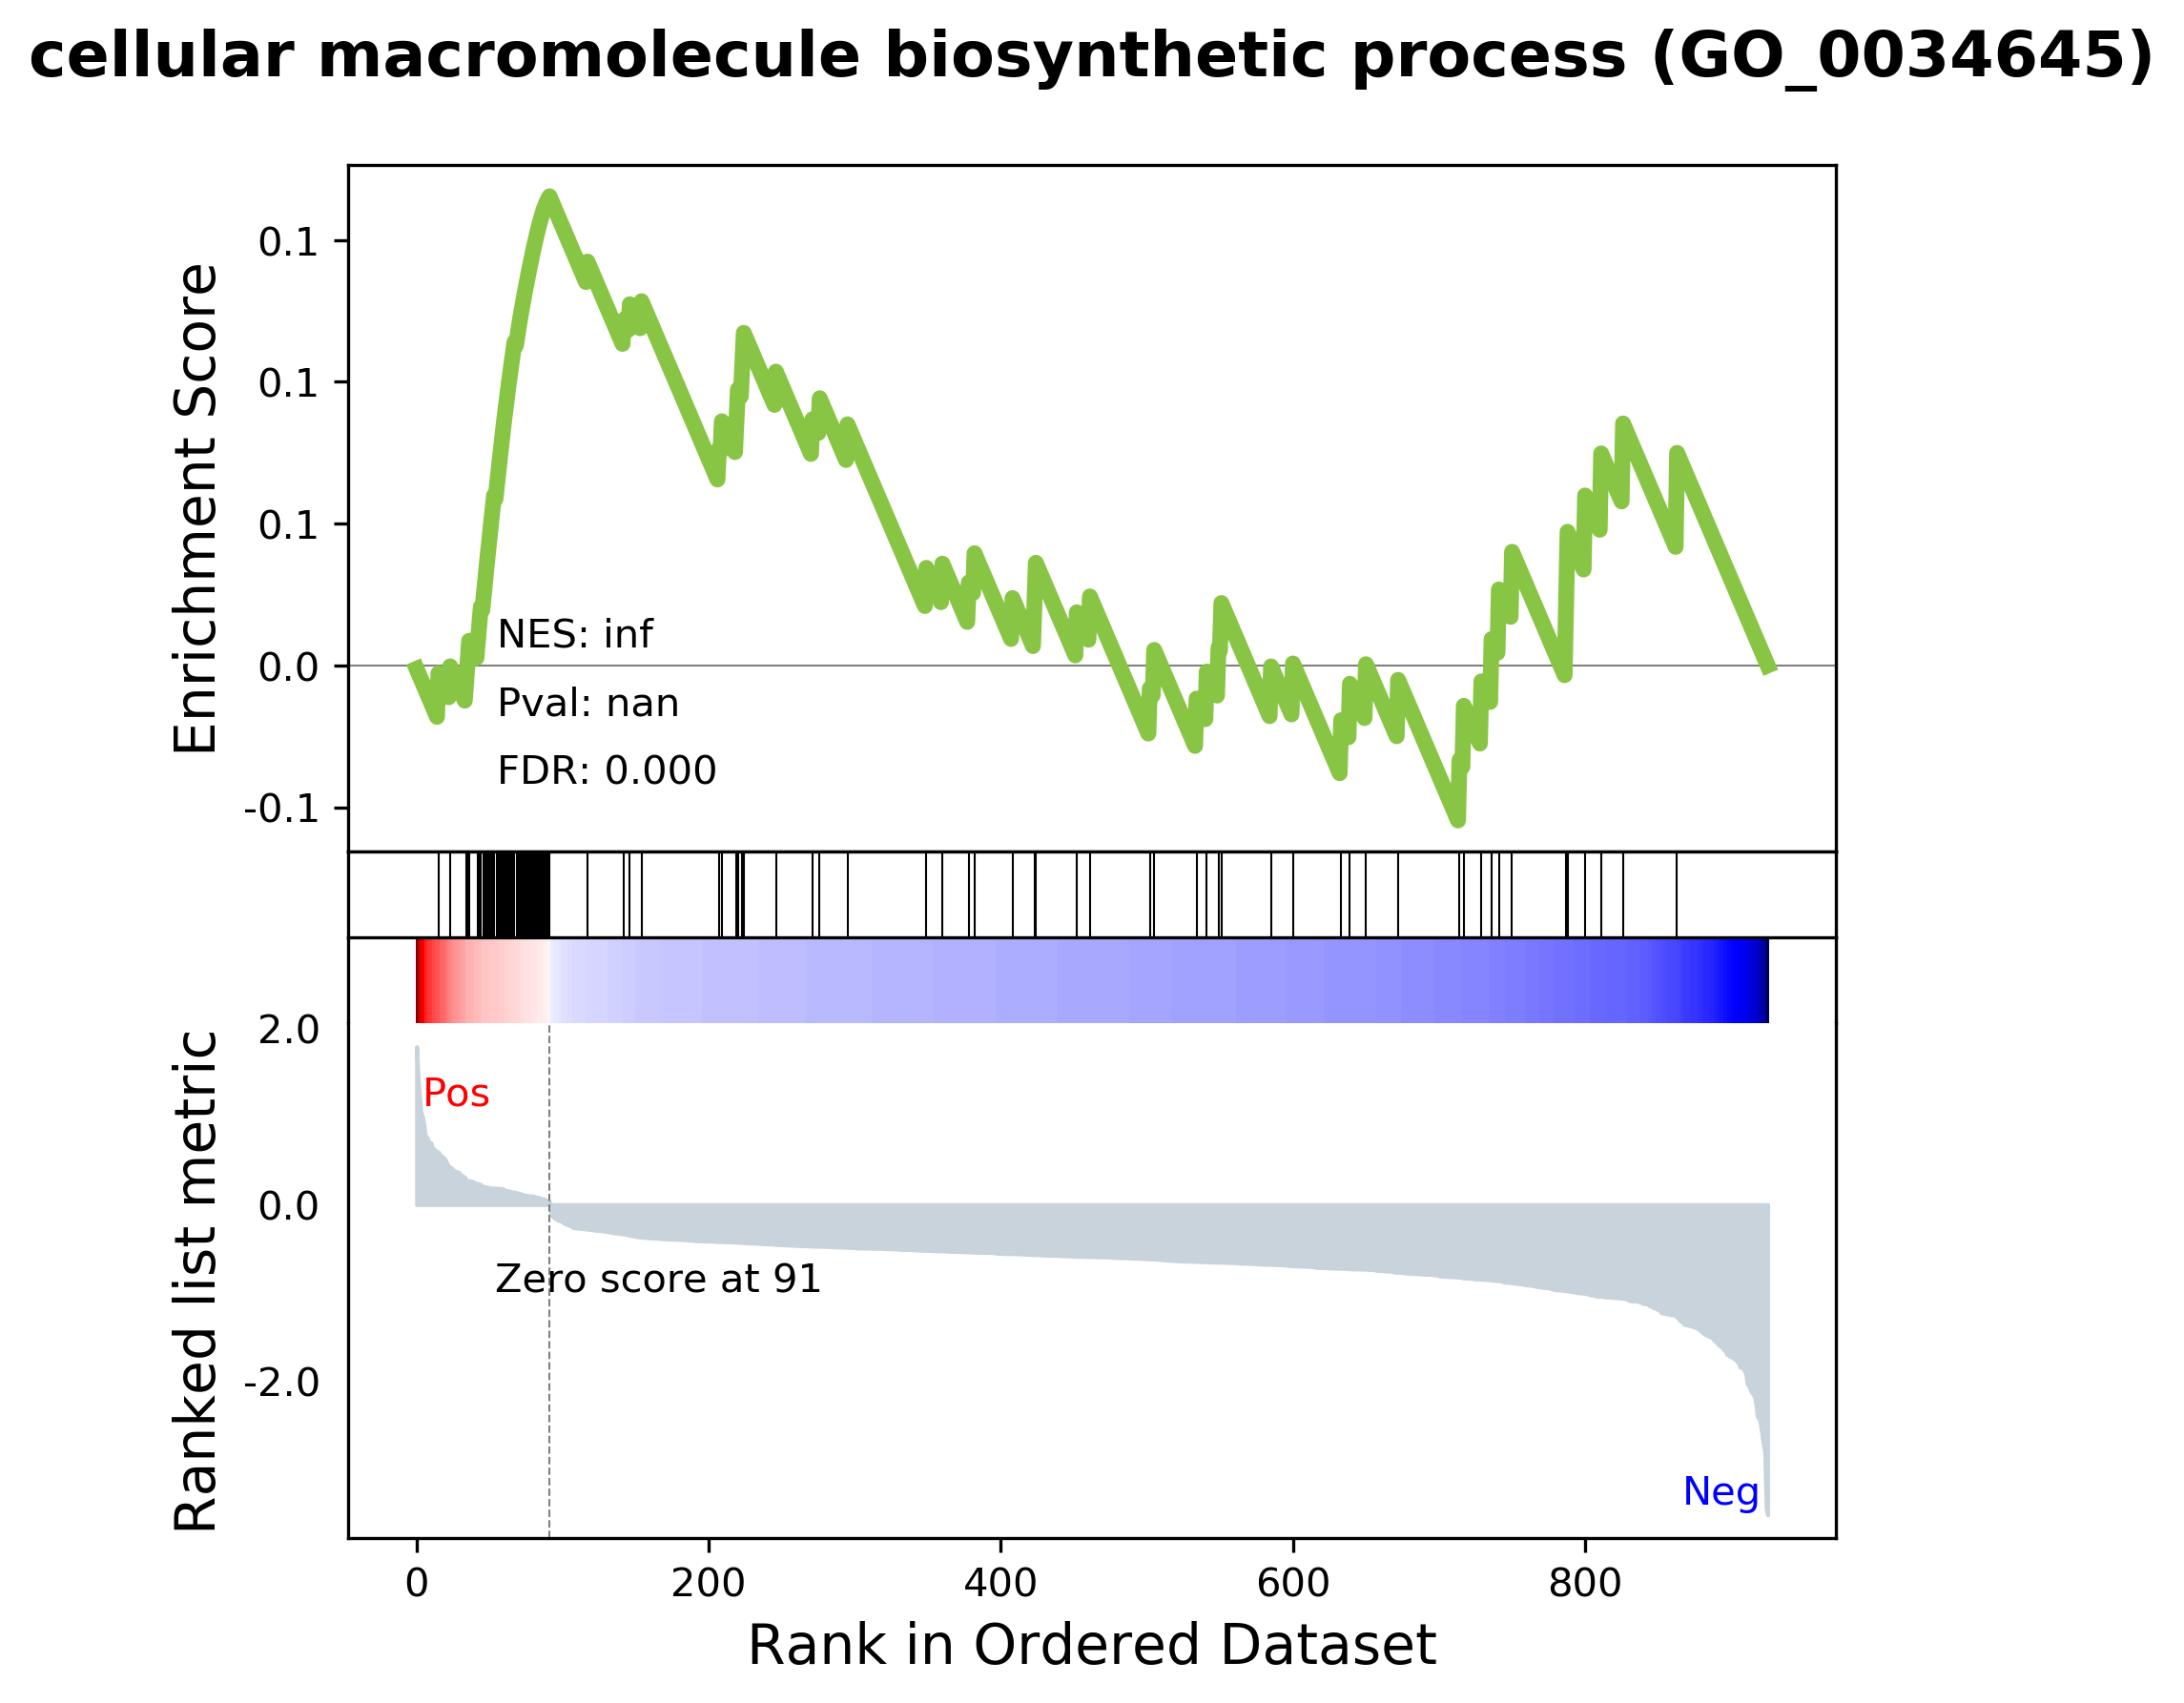 cellular macromolecule biosynthetic process (GO_0034645)
Enrichment Score
0.1
0.1
0.1
0.0
-0.1
NES: inf
Pval: nan
FDR: 0.000
Ranked list metric
2.0
0.0
-2.0
Pos
Zero score at 91
Neg
0 200 400 600 800
Rank in Ordered Dataset